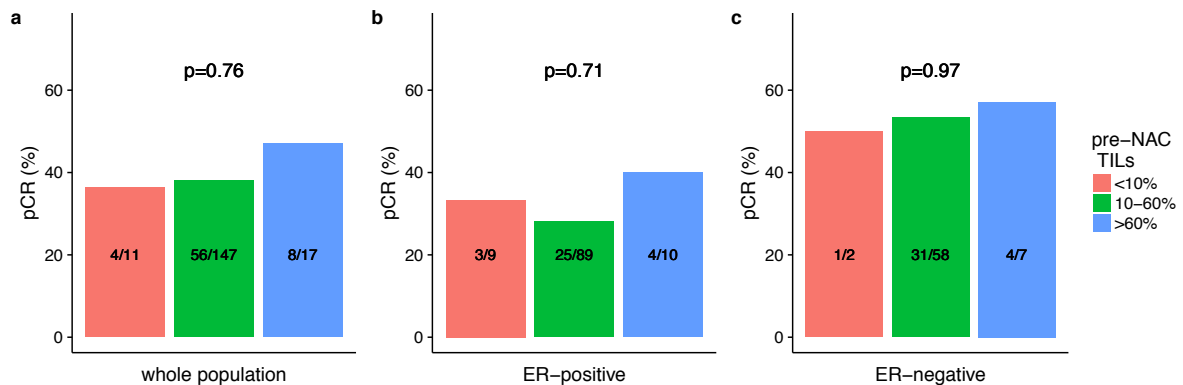 a
p=0.76
pCR (%)
60
40
20
0
4/11
56/147
8/17
whole population
b
p=0.71
pCR (%)
60
40
20
0
3/9
25/89
4/10
ER−positive
c
p=0.97
pCR (%)
60
40
20
0
1/2
31/58
4/7
ER−negative
pre−NAC
TILs
<10%
10−60%
>60%